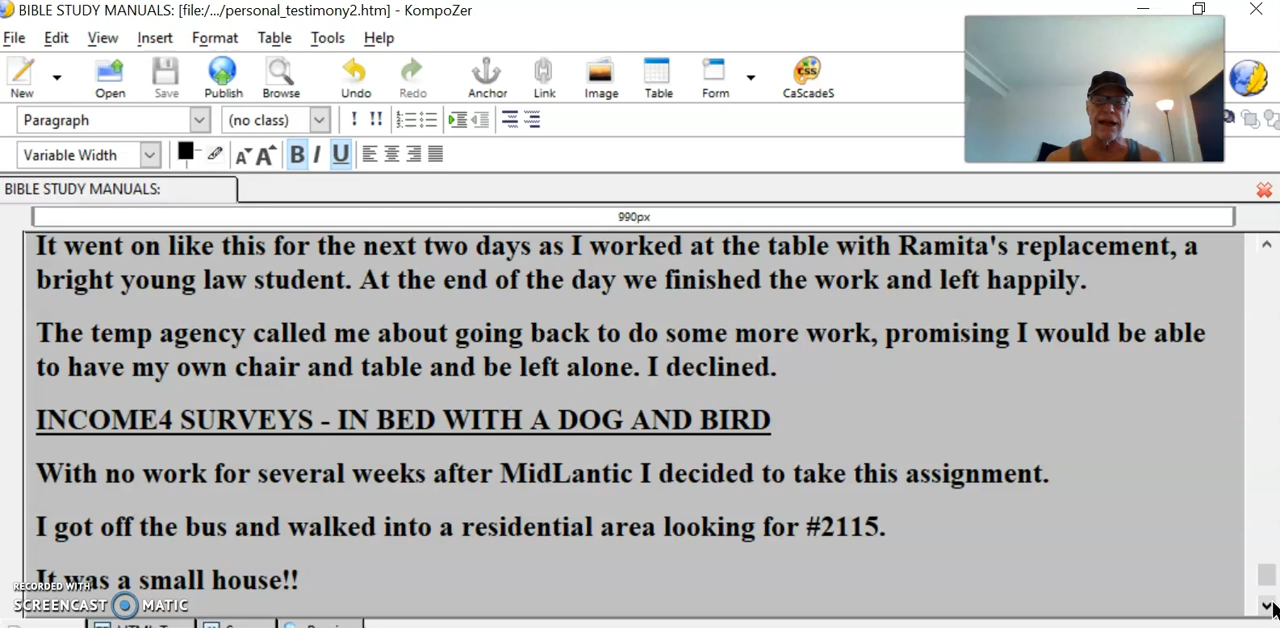 BIBLE STUDY MANUALS: [file:/.../personal_testimony2.htm] - KompoZer
File Edit View Insert Format Table Tools Help
New Open Save Publish Browse Undo Redo Anchor Link Image Table Form CaScadeS
Paragraph (no class) ! !!
Variable Width A A B I U
BIBLE STUDY MANUALS:
990px
It went on like this for the next two days as I worked at the table with Ramita's replacement, a
bright young law student. At the end of the day we finished the work and left happily.
The temp agency called me about going back to do some more work, promising I would be able
to have my own chair and table and be left alone. I declined.
INCOME4 SURVEYS - IN BED WITH A DOG AND BIRD
With no work for several weeks after MidLantic I decided to take this assignment.
I got off the bus and walked into a residential area looking for #2115.
It was a small house!!
RECORDED WITH
SCREENCAST MATIC